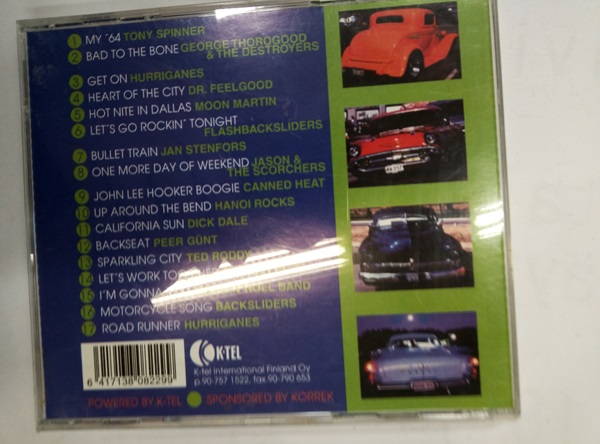 1 MY ´64 TONY SPINNER
2 BAD TO THE BONE GEORGE THOROGOOD
& THE DESTROYERS
3 GET ON HURRIGANES
4 HEART OF THE CITY DR. FEELGOOD
5 HOT NITE IN DALLAS MOON MARTIN
6 LET´S GO ROCKIN´ TONIGHT
FLASHBACKSLIDERS
7 BULLET TRAIN JAN STENFORS
8 ONE MORE DAY OF WEEKEND JASON &
THE SCORCHERS
9 JOHN LEE HOOKER BOOGIE CANNED HEAT
10 UP AROUND THE BEND HANOI ROCKS
11 CALIFORNIA SUN DICK DALE
12 BACKSEAT PEER GÜNT
13 SPARKLING CITY TED RODDY
14 LET´S WORK
15 I´M GONNA ROLL BAND
16 MOTORCYCLE SONG BACKSLIDERS
17 ROAD RUNNER HURRIGANES
K-TEL
K-tel International Finland Oy
p.90-757 1522, fax.90-790 653
6 417138 082299
POWERED BY K-TEL SPONSORED BY KORREK